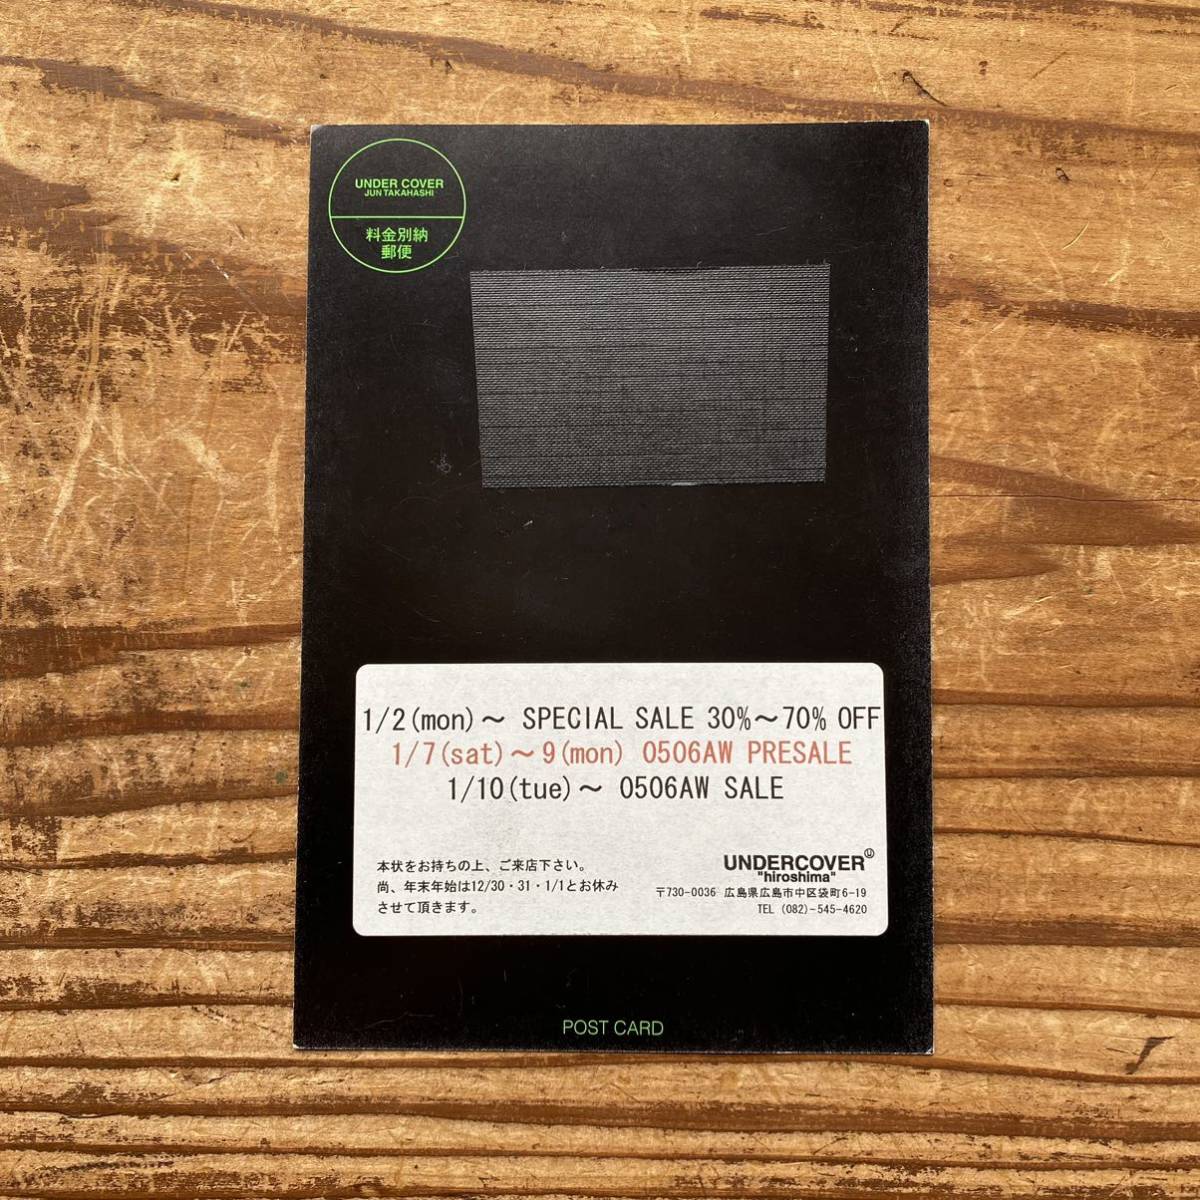 UNDER COVER
JUN TAKAHASHI
料金別納
郵便
1/2(mon)～ SPECIAL SALE 30%～70% OFF
1/7(sat)～9(mon) 0506AW PRESALE
1/10(tue)～ 0506AW SALE
本状をお持ちの上、ご来店下さい。
尚、年末年始は12/30・31・1/1とお休み
させて頂きます。
UNDERCOVER Ⓤ
"hiroshima"
〒730-0036 広島県広島市中区袋町6-19
TEL (082)-545-4620
POST CARD